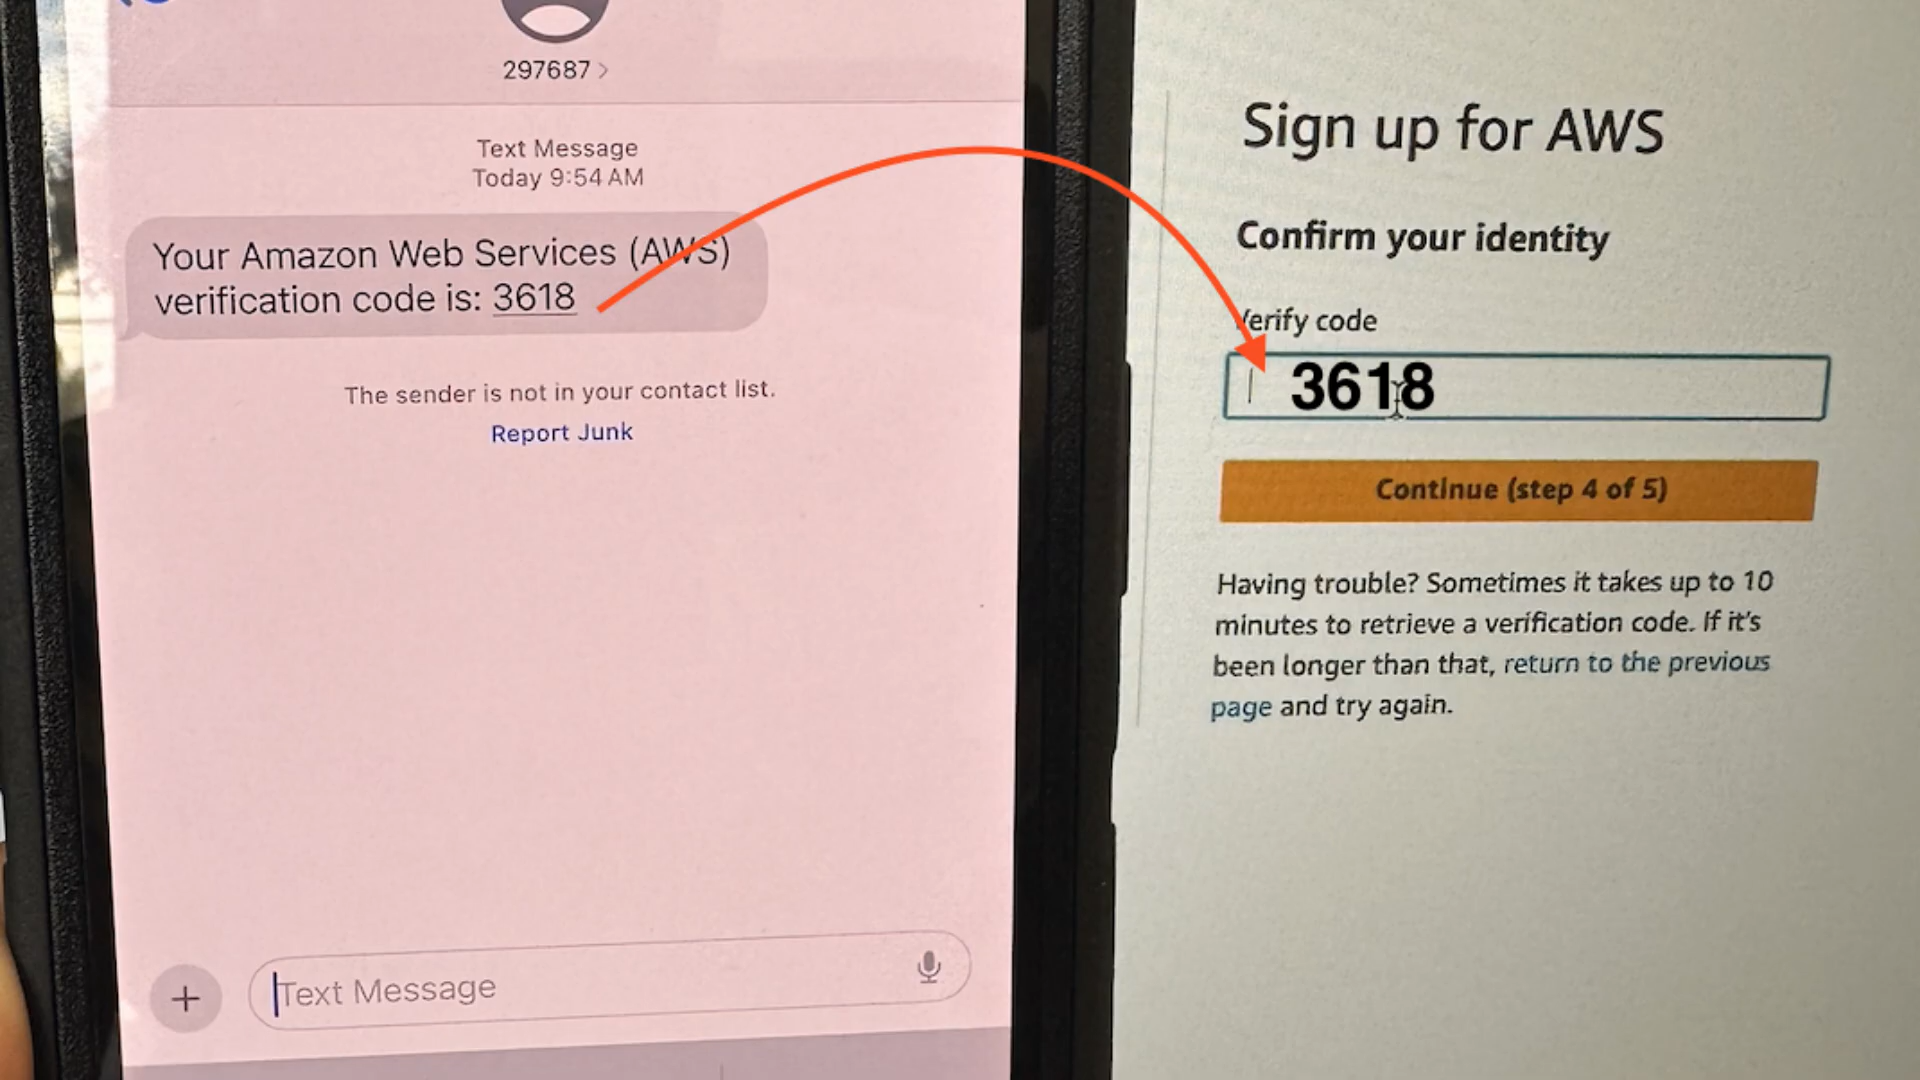 297687 >
Text Message
Today 9:54 AM
Your Amazon Web Services (AWS)
verification code is: 3618
The sender is not in your contact list.
Report Junk
Text Message
Sign up for AWS
Confirm your identity
Verify code
3618
Continue (step 4 of 5)
Having trouble? Sometimes it takes up to 10
minutes to retrieve a verification code. If it's
been longer than that, return to the previous
page and try again.